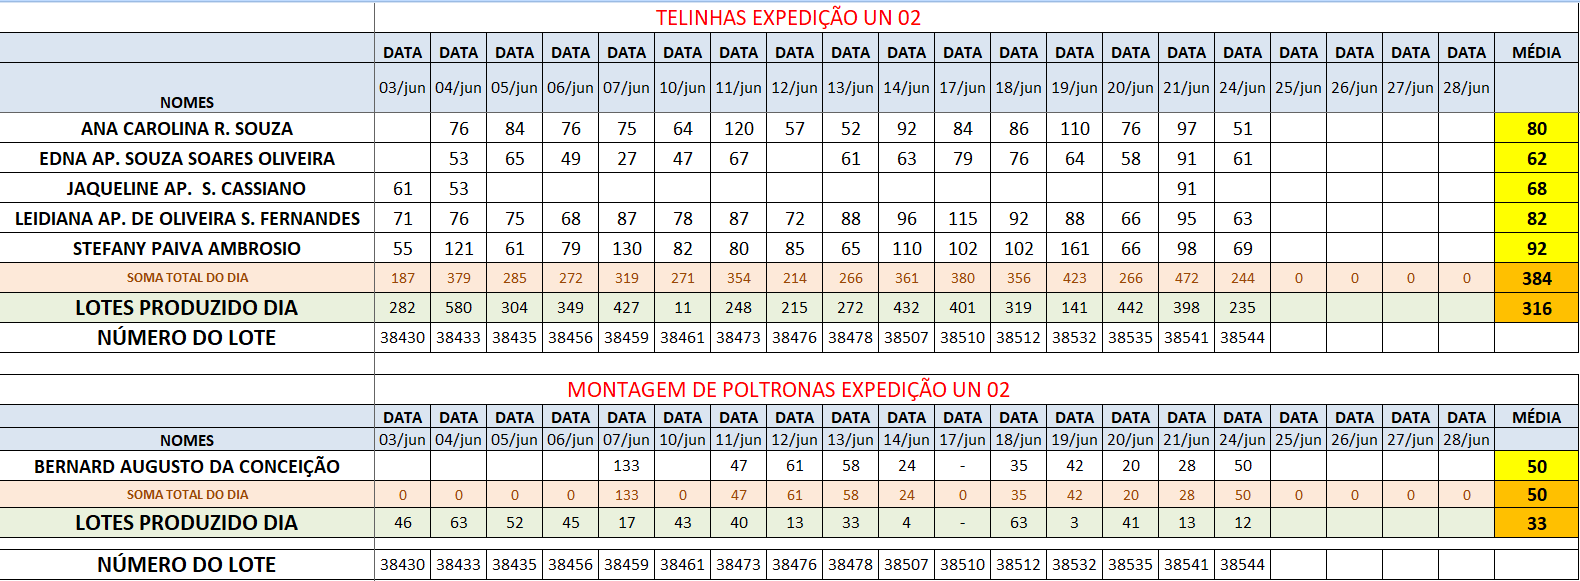 TELINHAS EXPEDIÇÃO UN 02
DATA DATA DATA DATA DATA DATA DATA DATA DATA DATA DATA DATA DATA DATA DATA DATA DATA DATA DATA DATA MÉDIA
NOMES 03/jun 04/jun 05/jun 06/jun 07/jun 10/jun 11/jun 12/jun 13/jun 14/jun 17/jun 18/jun 19/jun 20/jun 21/jun 24/jun 25/jun 26/jun 27/jun 28/jun
ANA CAROLINA R. SOUZA 76 84 76 75 64 120 57 52 92 84 86 110 76 97 51 80
EDNA AP. SOUZA SOARES OLIVEIRA 53 65 49 27 47 67 61 63 79 76 64 58 91 61 62
JAQUELINE AP. S. CASSIANO 61 53 91 68
LEIDIANA AP. DE OLIVEIRA S. FERNANDES 71 76 75 68 87 78 87 72 88 96 115 92 88 66 95 63 82
STEFANY PAIVA AMBROSIO 55 121 61 79 130 82 80 85 65 110 102 102 161 66 98 69 92
SOMA TOTAL DO DIA 187 379 285 272 319 271 354 214 266 361 380 356 423 266 472 244 0 0 0 0 384
LOTES PRODUZIDO DIA 282 580 304 349 427 11 248 215 272 432 401 319 141 442 398 235 316
NÚMERO DO LOTE 38430 38433 38435 38456 38459 38461 38473 38476 38478 38507 38510 38512 38532 38535 38541 38544
MONTAGEM DE POLTRONAS EXPEDIÇÃO UN 02
DATA DATA DATA DATA DATA DATA DATA DATA DATA DATA DATA DATA DATA DATA DATA DATA DATA DATA DATA DATA MÉDIA
NOMES 03/jun 04/jun 05/jun 06/jun 07/jun 10/jun 11/jun 12/jun 13/jun 14/jun 17/jun 18/jun 19/jun 20/jun 21/jun 24/jun 25/jun 26/jun 27/jun 28/jun
BERNARD AUGUSTO DA CONCEIÇÃO 133 47 61 58 24 - 35 42 20 28 50 50
SOMA TOTAL DO DIA 0 0 0 0 133 0 47 61 58 24 0 35 42 20 28 50 0 0 0 0 50
LOTES PRODUZIDO DIA 46 63 52 45 17 43 40 13 33 4 - 63 3 41 13 12 33
NÚMERO DO LOTE 38430 38433 38435 38456 38459 38461 38473 38476 38478 38507 38510 38512 38532 38535 38541 38544